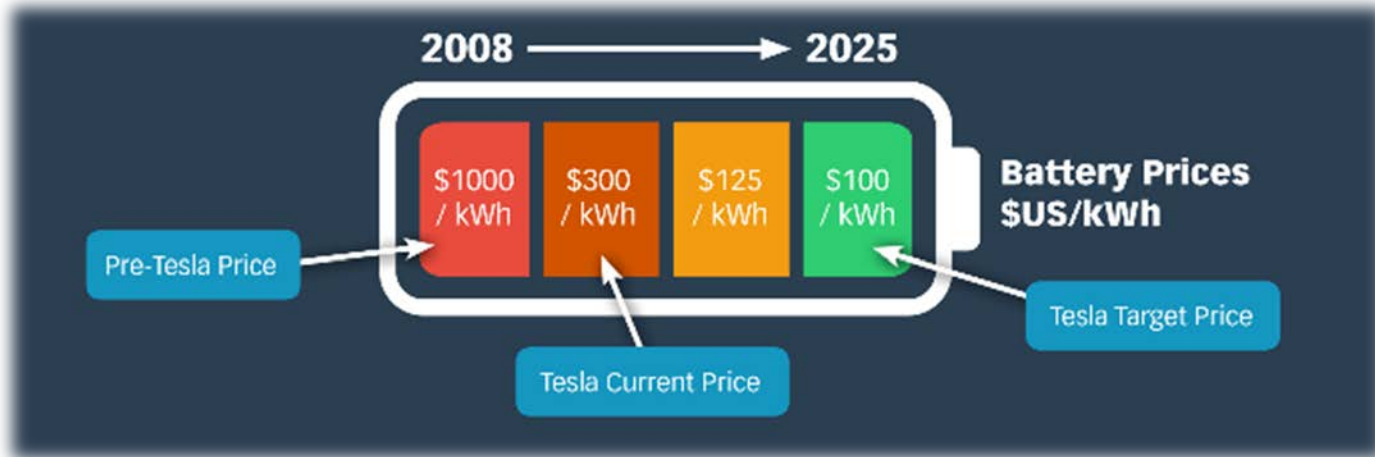 2008 2025
$1000
/ kWh
$300
/ kWh
$125
/ kWh
$100
/ kWh
Battery Prices
$US/kWh
Pre-Tesla Price
Tesla Current Price
Tesla Target Price